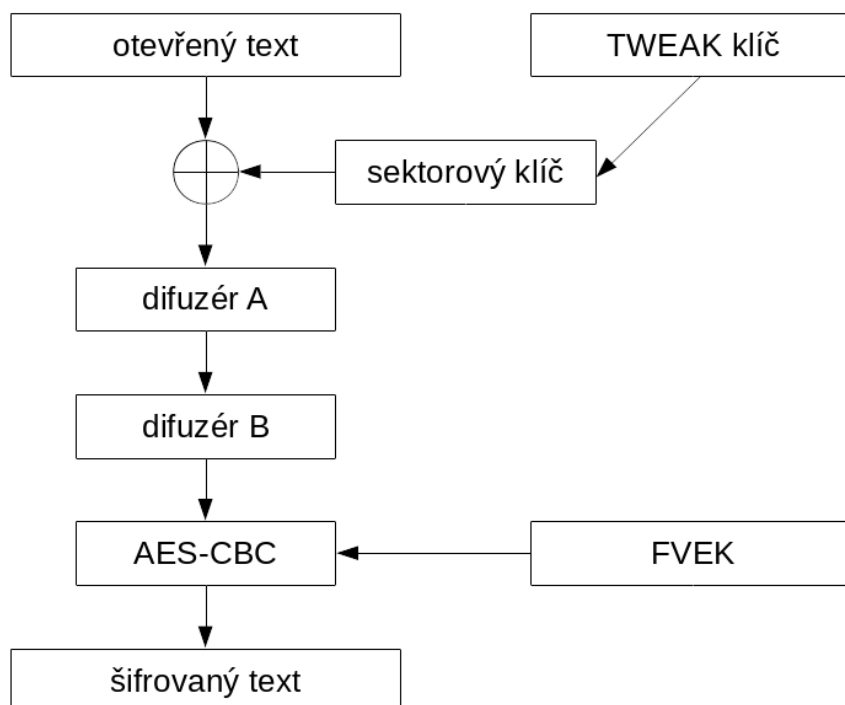 otevřený text
TWEAK klíč
sektorový klíč
difuzér A
difuzér B
AES-CBC
FVEK
šifrovaný text